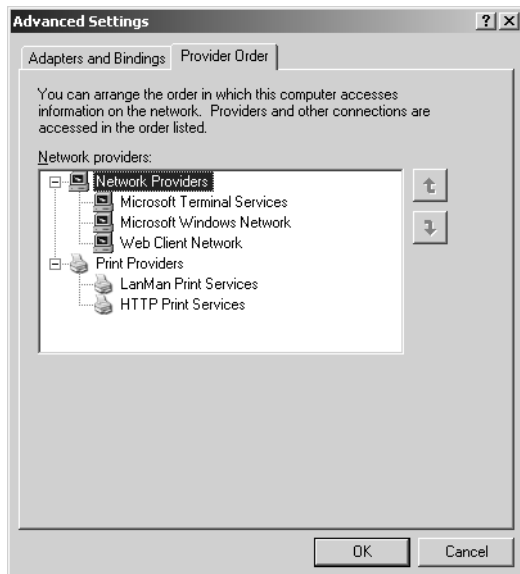 Advanced Settings
Adapters and Bindings
Provider Order
You can arrange the order in which this computer accesses
information on the network. Providers and other connections are
accessed in the order listed.
Network providers:
Network Providers
Microsoft Terminal Services
Microsoft Windows Network
Web Client Network
Print Providers
LanMan Print Services
HTTP Print Services
OK
Cancel